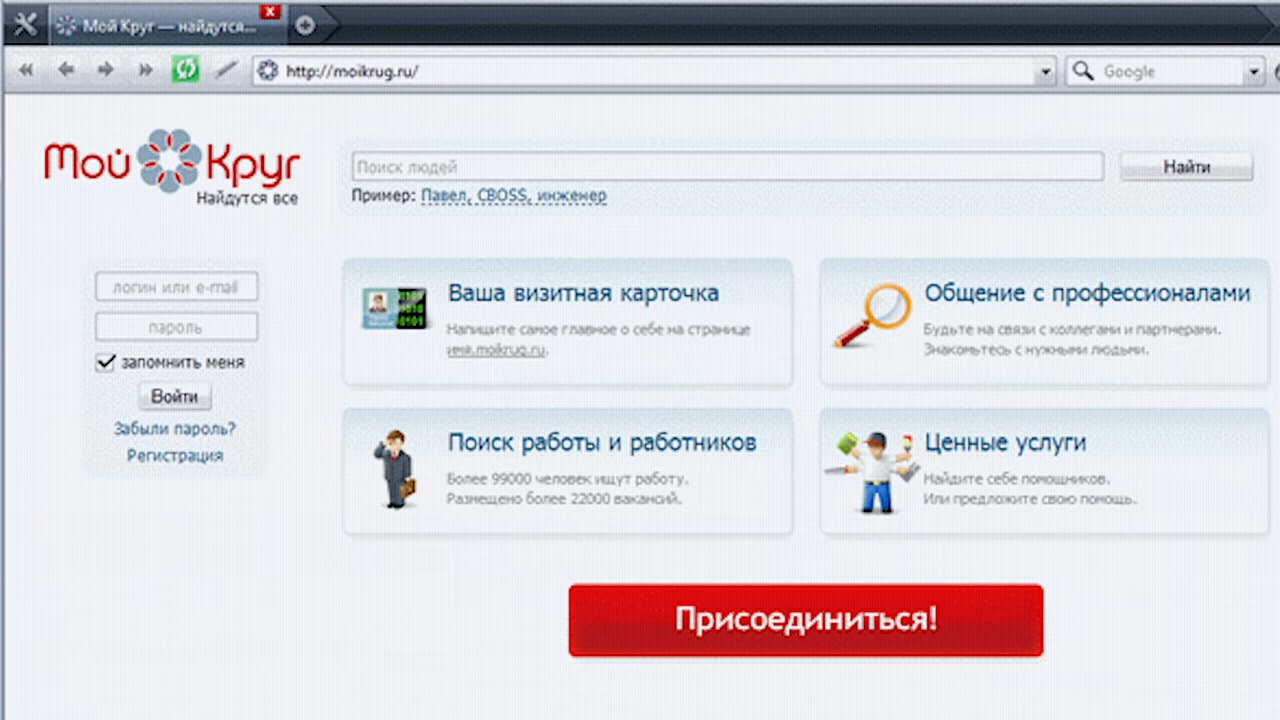 Мой Круг — найдутся...
http://moikrug.ru/
Google
Мой Круг
Найдутся все
Поиск людей
Найти
Пример: Павел, CBOSS, инженер
логин или e-mail
пароль
запомнить меня
Войти
Забыли пароль?
Регистрация
Ваша визитная карточка
Напишите самое главное о себе на странице
имя.moikrug.ru.
Общение с профессионалами
Будьте на связи с коллегами и партнерами.
Знакомьтесь с нужными людьми.
Поиск работы и работников
Более 99000 человек ищут работу.
Размещено более 22000 вакансий.
Ценные услуги
Найдите себе помощников.
Или предложите свою помощь.
Присоединиться!